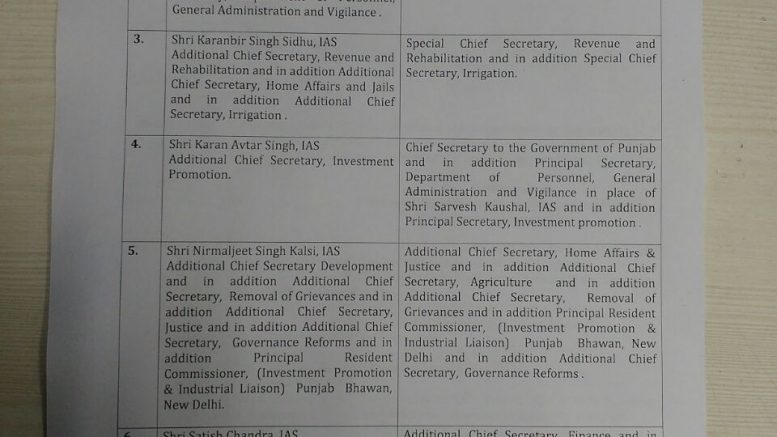 General Administration and Vigilance .
3.
Shri Karanbir Singh Sidhu, IAS
Additional Chief Secretary, Revenue and
Rehabilitation and in addition Additional
Chief Secretary, Home Affairs and Jails
and in addition Additional Chief
Secretary, Irrigation .
Special Chief Secretary, Revenue and
Rehabilitation and in addition Special Chief
Secretary, Irrigation.
4.
Shri Karan Avtar Singh, IAS
Additional Chief Secretary, Investment
Promotion.
Chief Secretary to the Government of Punjab
and in addition Principal Secretary,
Department of Personnel, General
Administration and Vigilance in place of
Shri Sarvesh Kaushal, IAS and in addition
Principal Secretary, Investment promotion .
5.
Shri Nirmaljeet Singh Kalsi, IAS
Additional Chief Secretary Development
and in addition Additional Chief
Secretary, Removal of Grievances and in
addition Additional Chief Secretary,
Justice and in addition Additional Chief
Secretary, Governance Reforms and in
addition Principal Resident
Commissioner, (Investment Promotion
& Industrial Liaison) Punjab Bhawan,
New Delhi.
Additional Chief Secretary, Home Affairs &
Justice and in addition Additional Chief
Secretary, Agriculture and in addition
Additional Chief Secretary, Removal of
Grievances and in addition Principal Resident
Commissioner, (Investment Promotion &
Industrial Liaison) Punjab Bhawan, New
Delhi and in addition Additional Chief
Secretary, Governance Reforms .
6.
Shri Satish Chandra, IAS
Additional Chief Secretary, Finance and in